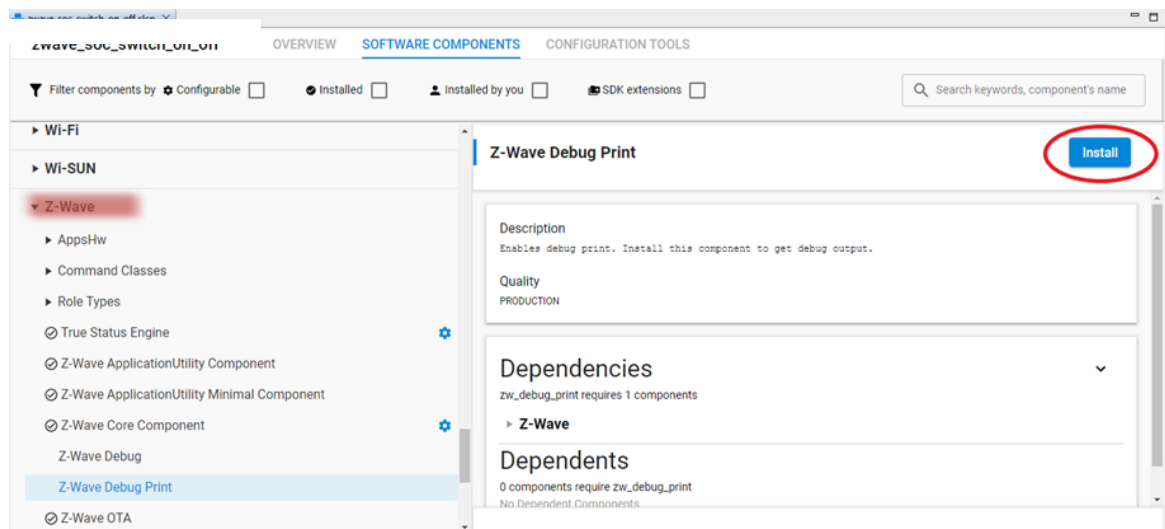 zwave_soc_switch_on_off
OVERVIEW
SOFTWARE COMPONENTS
CONFIGURATION TOOLS
Filter components by
Configurable
Installed
Installed by you
SDK extensions
Search keywords, component's name
Wi-Fi
Wi-SUN
Z-Wave
AppsHw
Command Classes
Role Types
True Status Engine
Z-Wave ApplicationUtility Component
Z-Wave ApplicationUtility Minimal Component
Z-Wave Core Component
Z-Wave Debug
Z-Wave Debug Print
Z-Wave OTA
Z-Wave Debug Print
Install
Description
Enables debug print. Install this component to get debug output.
Quality
PRODUCTION
Dependencies
zw_debug_print requires 1 components
Z-Wave
Dependents
0 components require zw_debug_print
No Dependent Components